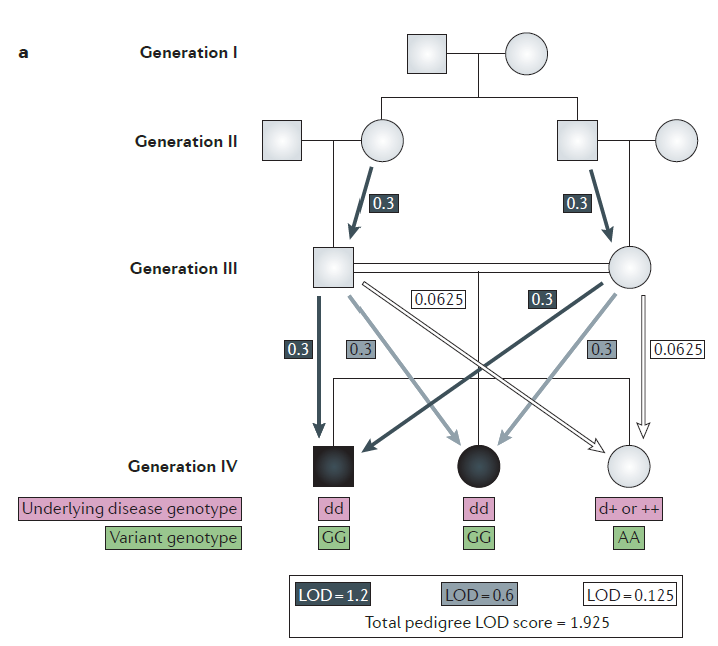 a
Generation I
Generation II
0.3
0.3
Generation III
0.0625
0.3
0.3
0.3
0.3
0.0625
Generation IV
Underlying disease genotype
dd
dd
d+ or ++
Variant genotype
GG
GG
AA
LOD = 1.2
LOD = 0.6
LOD = 0.125
Total pedigree LOD score = 1.925